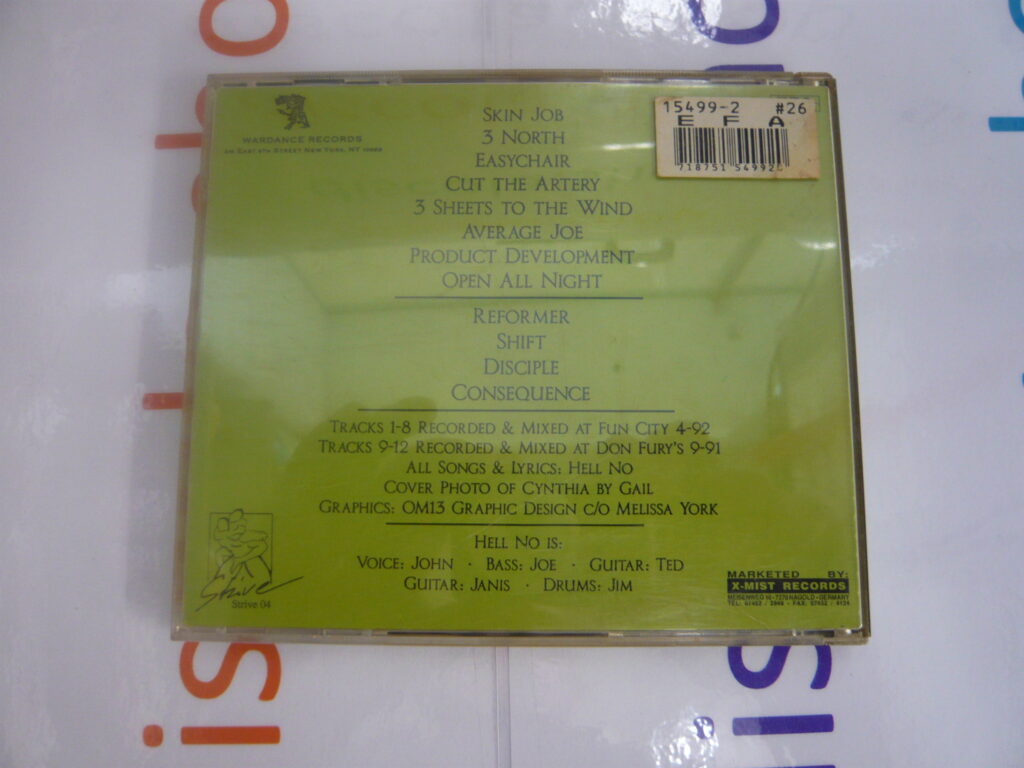 WARDANCE RECORDS
15499-2 #26
E F A
718751 54992
SKIN JOB
3 NORTH
EASYCHAIR
CUT THE ARTERY
3 SHEETS TO THE WIND
AVERAGE JOE
PRODUCT DEVELOPMENT
OPEN ALL NIGHT
REFORMER
SHIFT
DISCIPLE
CONSEQUENCE
TRACKS 1-8 RECORDED & MIXED AT FUN CITY 4-92
TRACKS 9-12 RECORDED & MIXED AT DON FURY'S 9-91
ALL SONGS & LYRICS: HELL NO
COVER PHOTO OF CYNTHIA BY GAIL
GRAPHICS: OM13 GRAPHIC DESIGN C/O MELISSA YORK
HELL NO IS:
VOICE: JOHN · BASS: JOE · GUITAR: TED
GUITAR: JANIS · DRUMS: JIM
Strive
Strive 04
MARKETED BY:
X-MIST RECORDS